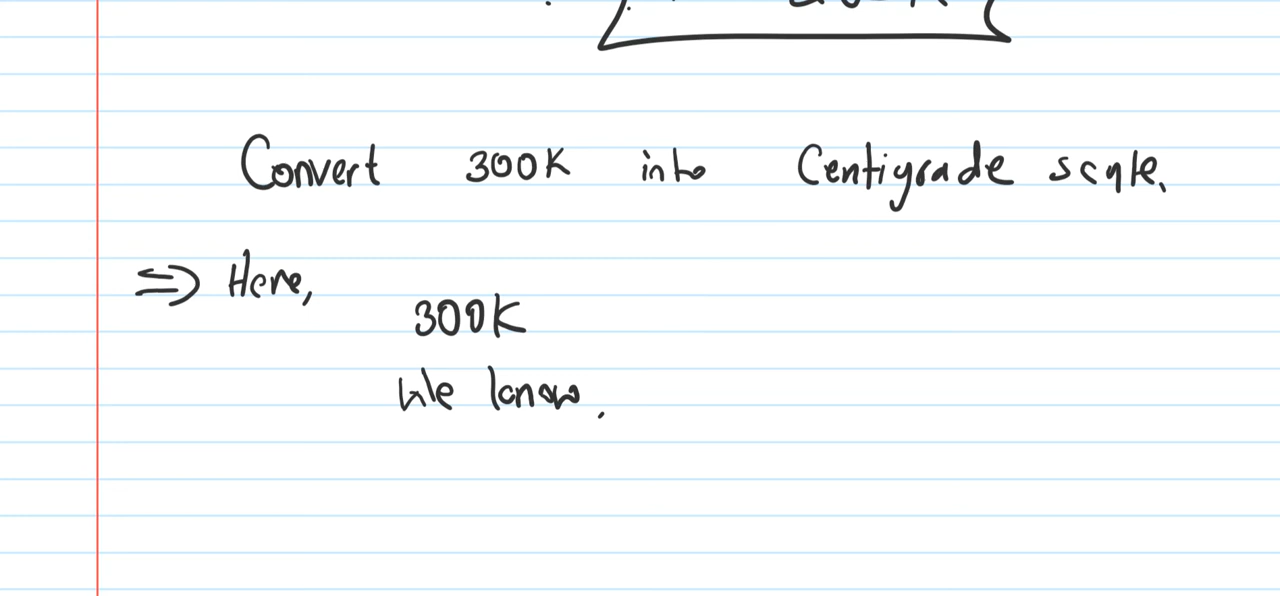 Convert 300K into Centigrade scale.
⇒ Here,
300K
We know,